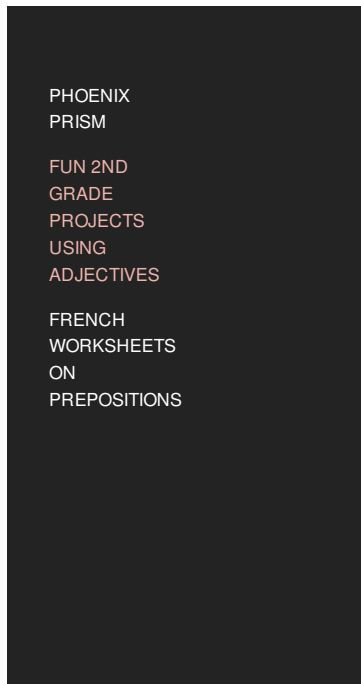 PHOENIX
PRISM
FUN 2ND
GRADE
PROJECTS
USING
ADJECTIVES
FRENCH
WORKSHEETS
ON
PREPOSITIONS